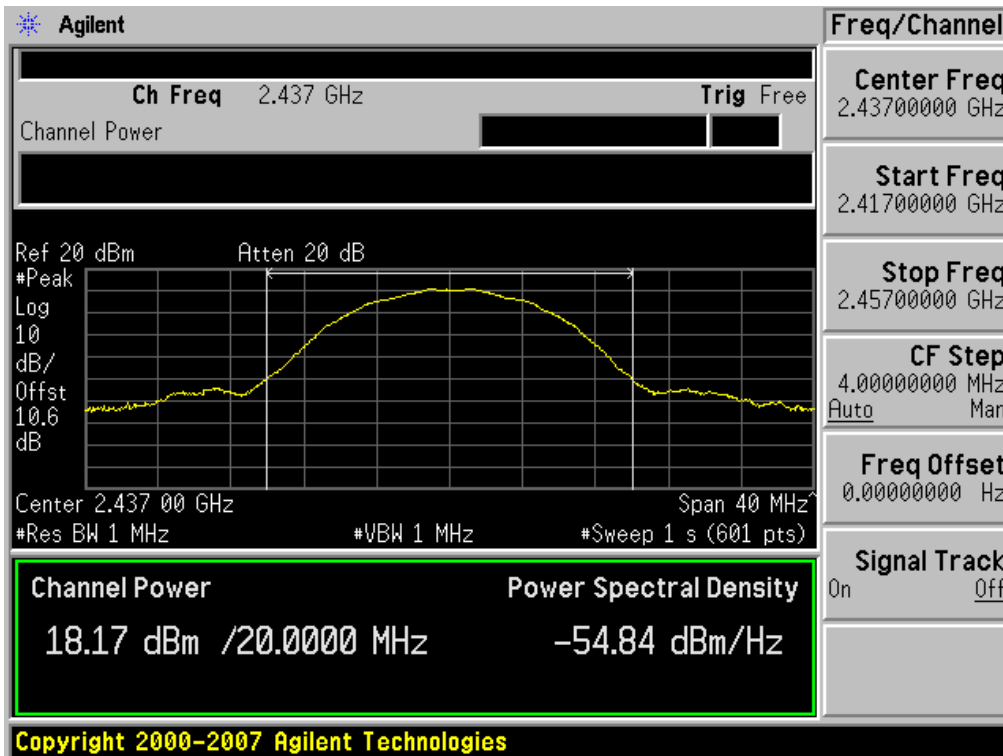 Agilent
Ch Freq 2.437 GHz Trig Free
Channel Power
Ref 20 dBm Atten 20 dB
#Peak
Log
10
dB/
Offst
10.6
dB
Center 2.437 00 GHz Span 40 MHz^
#Res BW 1 MHz #VBW 1 MHz #Sweep 1 s (601 pts)
Channel Power Power Spectral Density
18.17 dBm /20.0000 MHz -54.84 dBm/Hz
Copyright 2000-2007 Agilent Technologies
Freq/Channel
Center Freq
2.43700000 GHz
Start Freq
2.41700000 GHz
Stop Freq
2.45700000 GHz
CF Step
4.00000000 MHz
Auto Man
Freq Offset
0.00000000 Hz
Signal Track
On Off